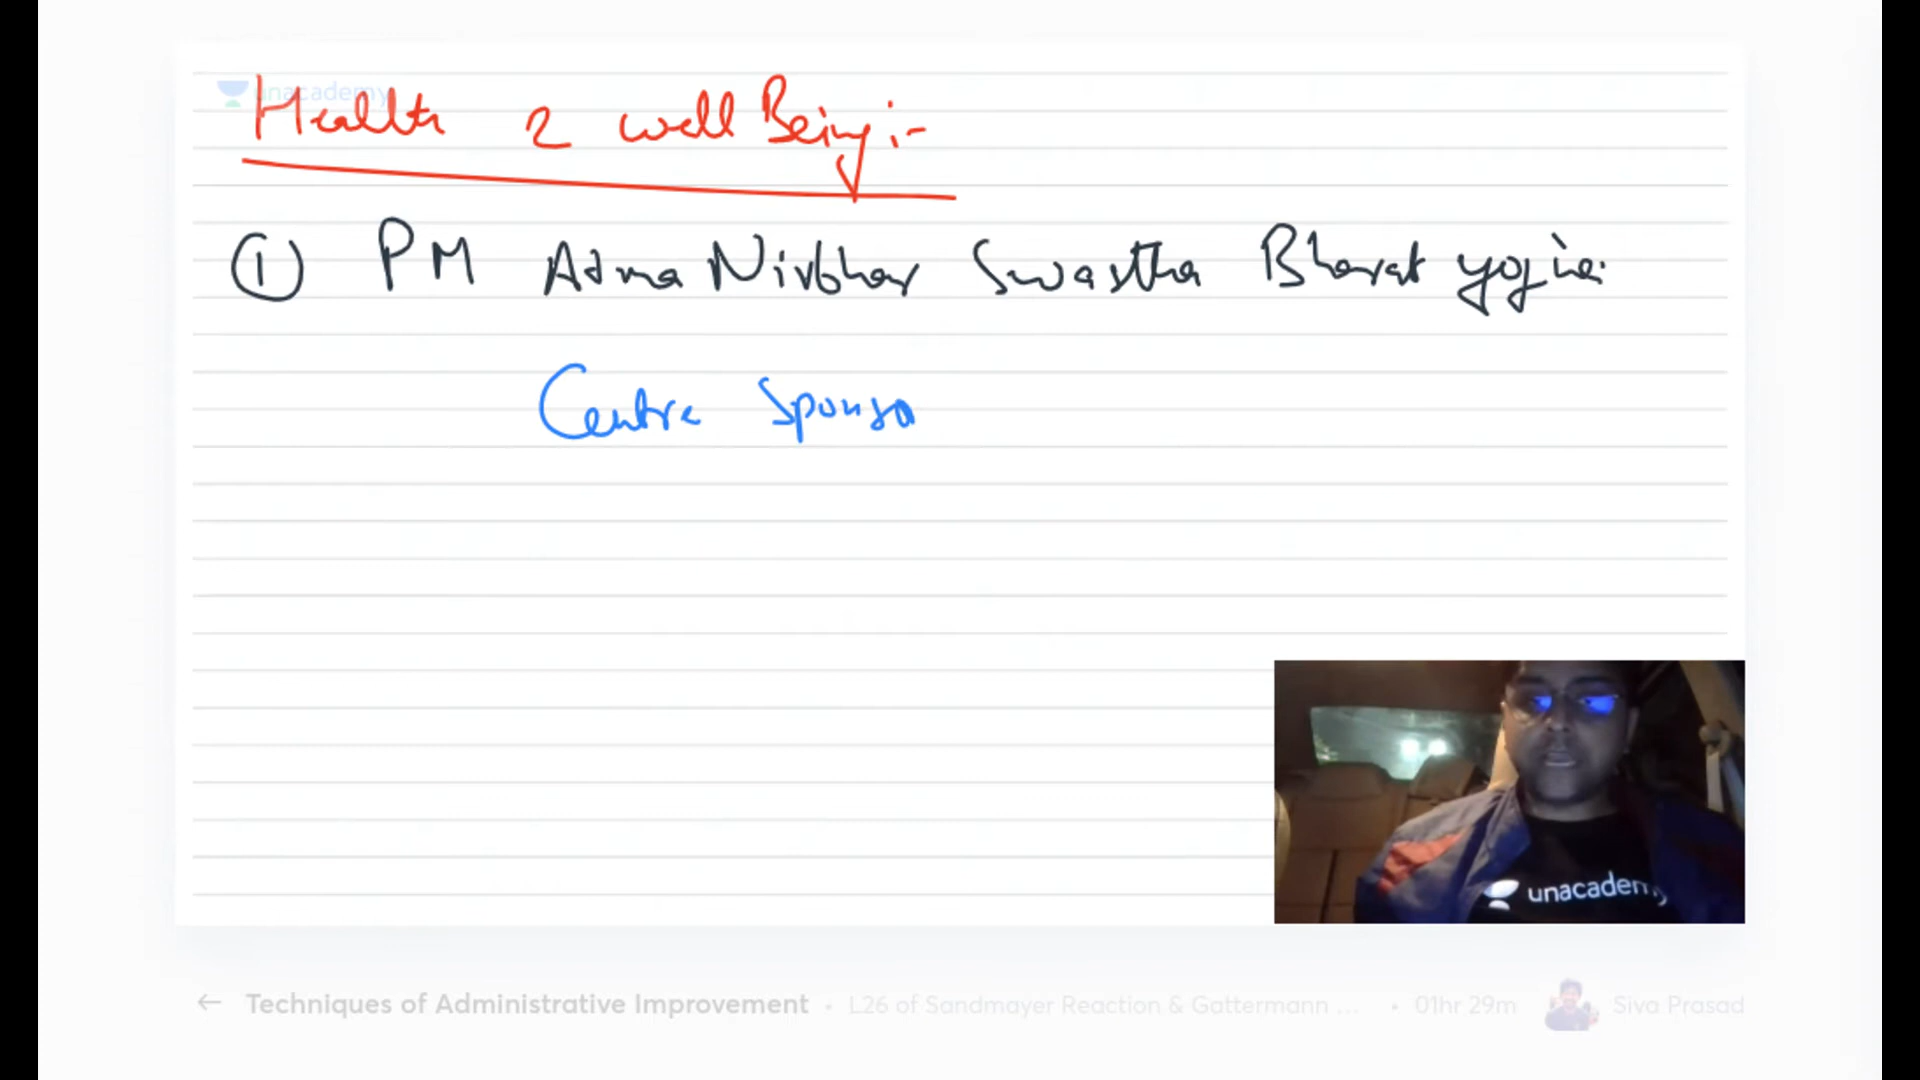 unacademy
Health & well Being :-
① PM Atma Nirbhar Swastha Bharat yojna.
Centre Sponso
unacademy
← Techniques of Administrative Improvement • L26 of Sandmayer Reaction & Gattermann ... • 01hr 29m Siva Prasad